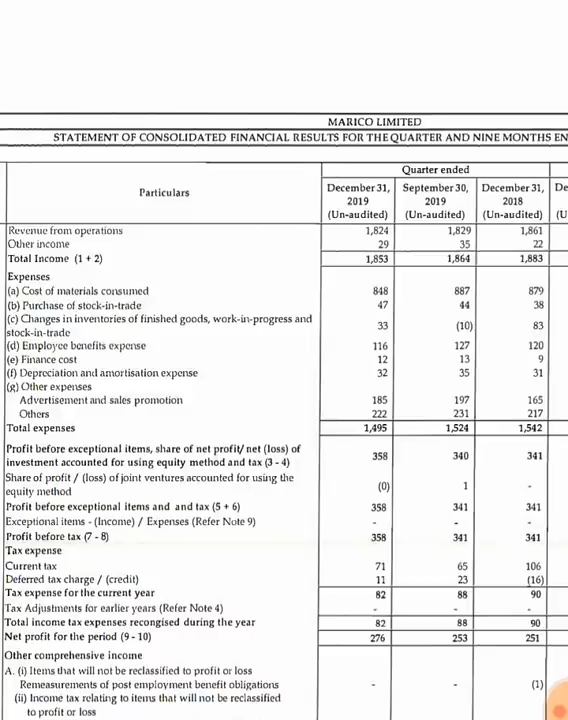 MARICO LIMITED
STATEMENT OF CONSOLIDATED FINANCIAL RESULTS FOR THE QUARTER AND NINE MONTHS EN
Quarter ended
Particulars December 31, 2019 (Un-audited) September 30, 2019 (Un-audited) December 31, 2018 (Un-audited) De (U
Revenue from operations 1,824 1,829 1,861
Other income 29 35 22
Total Income (1 + 2) 1,853 1,864 1,883
Expenses
(a) Cost of materials consumed 848 887 879
(b) Purchase of stock-in-trade 47 44 38
(c) Changes in inventories of finished goods, work-in-progress and
stock-in-trade 33 (10) 83
(d) Employee benefits expense 116 127 120
(e) Finance cost 12 13 9
(f) Depreciation and amortisation expense 32 35 31
(g) Other expenses
Advertisement and sales promotion 185 197 165
Others 222 231 217
Total expenses 1,495 1,524 1,542
Profit before exceptional items, share of net profit/ net (loss) of
investment accounted for using equity method and tax (3 - 4) 358 340 341
Share of profit / (loss) of joint ventures accounted for using the
equity method (0) 1 -
Profit before exceptional items and and tax (5 + 6) 358 341 341
Exceptional items - (Income) / Expenses (Refer Note 9) - - -
Profit before tax (7 - 8) 358 341 341
Tax expense
Current tax 71 65 106
Deferred tax charge / (credit) 11 23 (16)
Tax expense for the current year 82 88 90
Tax Adjustments for earlier years (Refer Note 4) - - -
Total income tax expenses recongised during the year 82 88 90
Net profit for the period (9 - 10) 276 253 251
Other comprehensive income
A. (i) Items that will not be reclassified to profit or loss
Remeasurements of post employment benefit obligations - - (1)
(ii) Income tax relating to items that will not be reclassified
to profit or loss